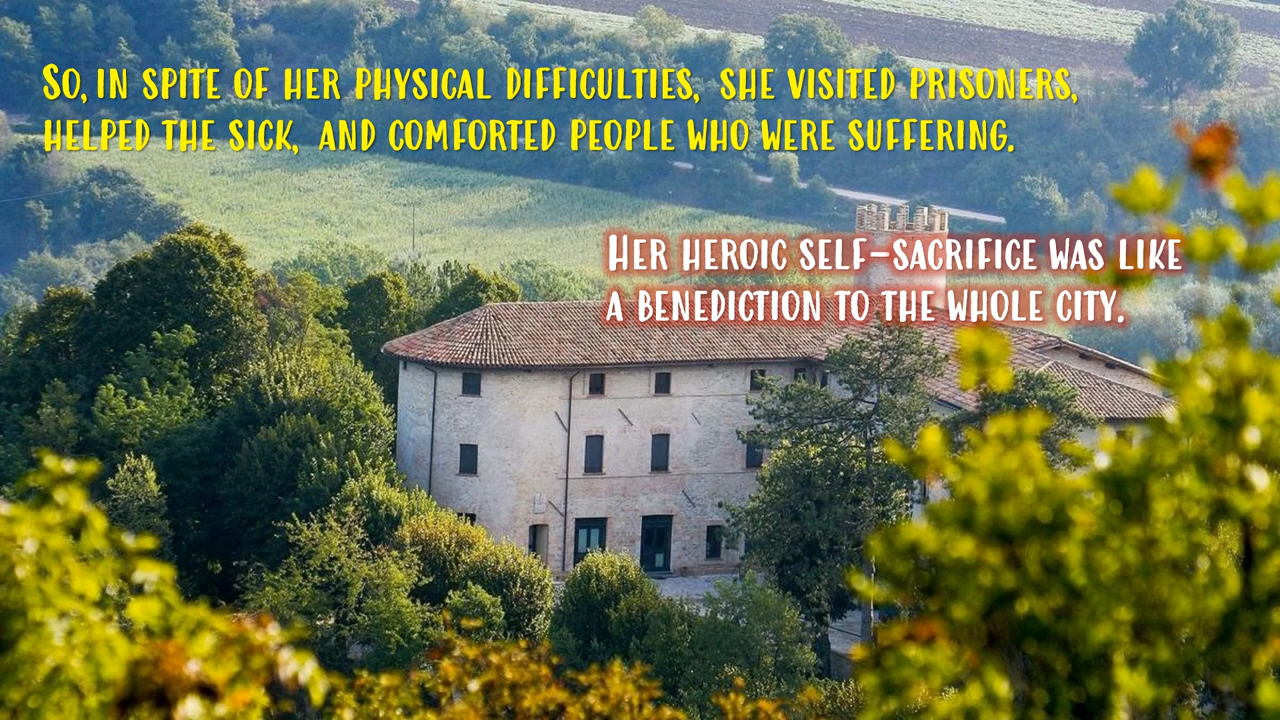 So, in spite of her physical difficulties, she visited prisoners,
helped the sick, and comforted people who were suffering.
Her heroic self-sacrifice was like
a benediction to the whole city.